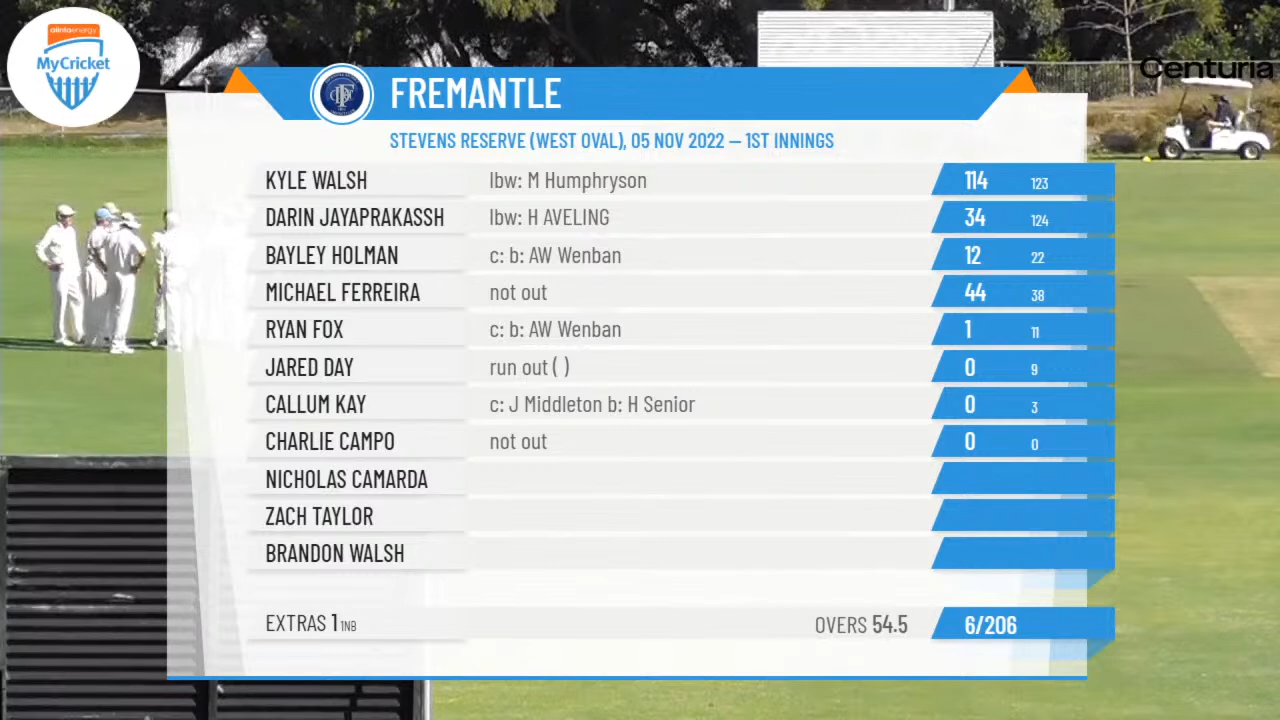 alintaenergy
MyCricket
Centuria
FREMANTLE
STEVENS RESERVE (WEST OVAL), 05 NOV 2022 – 1ST INNINGS
KYLE WALSH lbw: M Humphryson 114 123
DARIN JAYAPRAKASSH lbw: H AVELING 34 124
BAYLEY HOLMAN c: b: AW Wenban 12 22
MICHAEL FERREIRA not out 44 38
RYAN FOX c: b: AW Wenban 1 11
JARED DAY run out ( ) 0 9
CALLUM KAY c: J Middleton b: H Senior 0 3
CHARLIE CAMPO not out 0 0
NICHOLAS CAMARDA
ZACH TAYLOR
BRANDON WALSH
EXTRAS 1 1NB OVERS 54.5 6/206